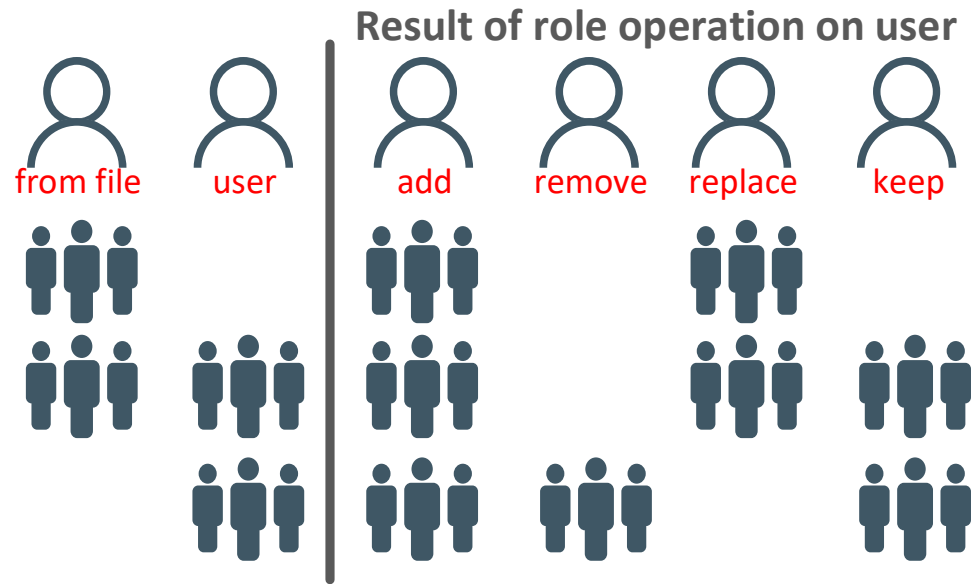 Result of role operation on user
from file user add remove replace keep